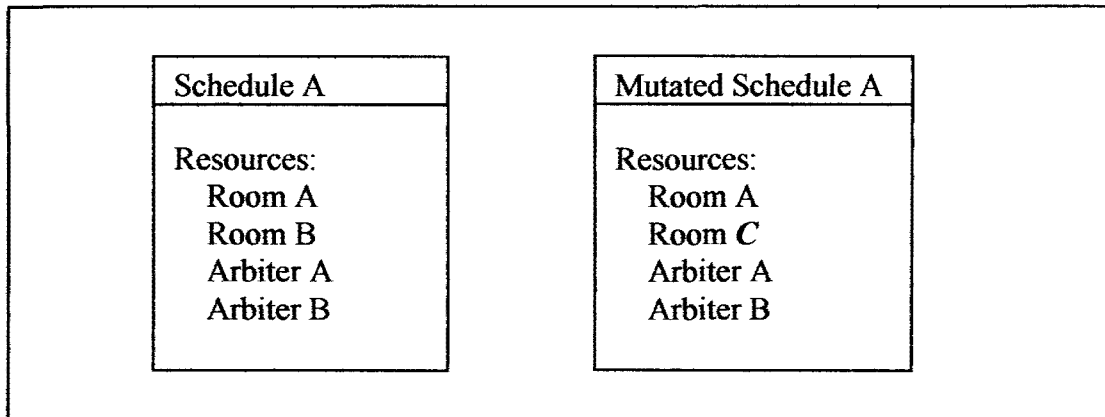 Schedule A
Resources:
Room A
Room B
Arbiter A
Arbiter B
Mutated Schedule A
Resources:
Room A
Room C
Arbiter A
Arbiter B